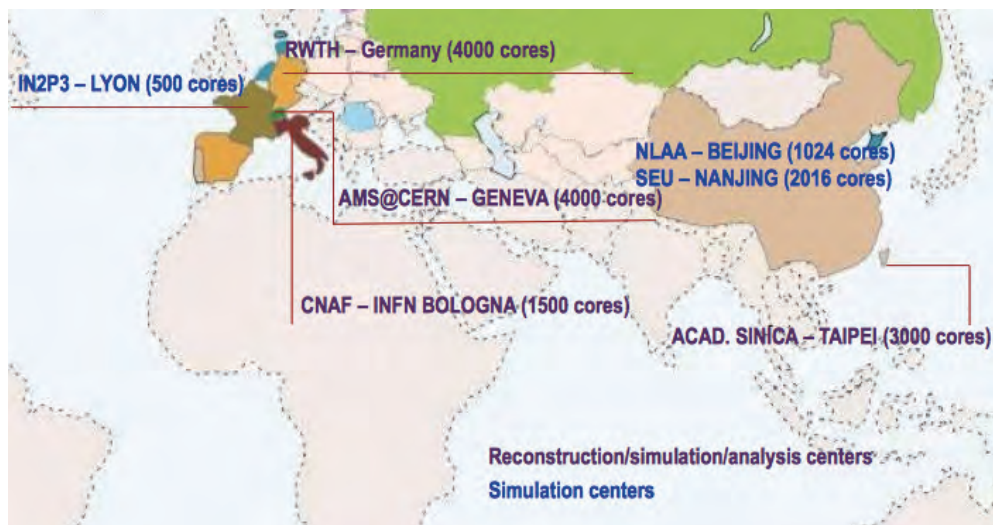 RWTH – Germany (4000 cores)
IN2P3 – LYON (500 cores)
NLAA – BEIJING (1024 cores)
SEU – NANJING (2016 cores)
AMS@CERN – GENEVA (4000 cores)
CNAF – INFN BOLOGNA (1500 cores)
ACAD. SINICA – TAIPEI (3000 cores)
Reconstruction/simulation/analysis centers
Simulation centers